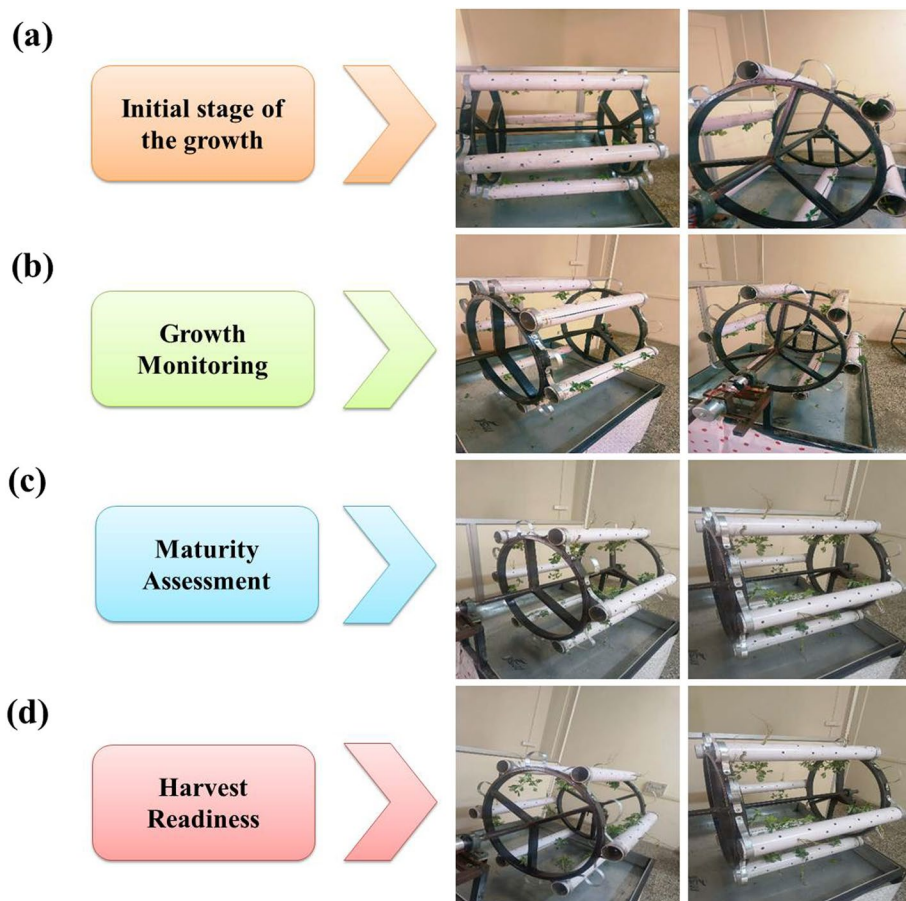 (a)
Initial stage of
the growth
(b)
Growth
Monitoring
(c)
Maturity
Assessment
(d)
Harvest
Readiness